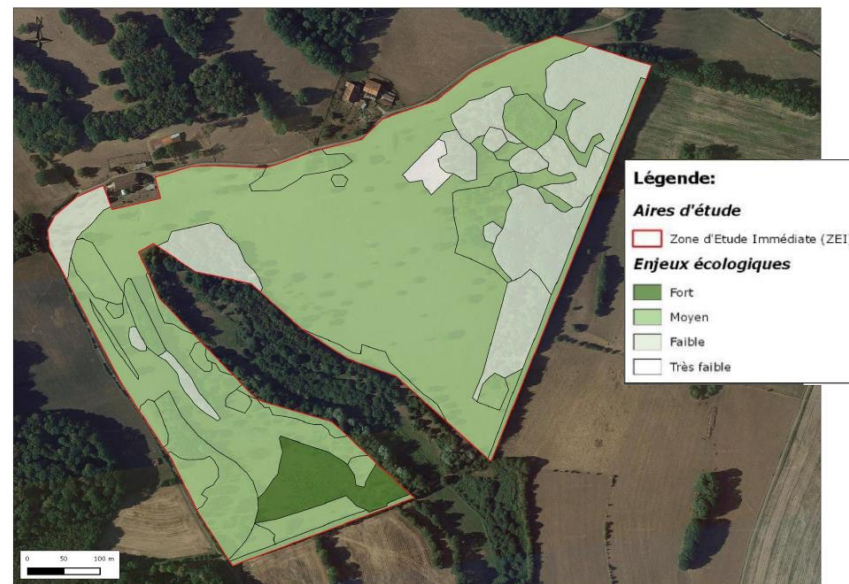 Légende:
Aires d'étude
Zone d'Etude Immédiate (ZEI)
Enjeux écologiques
Fort
Moyen
Faible
Très faible
0 50 100 m